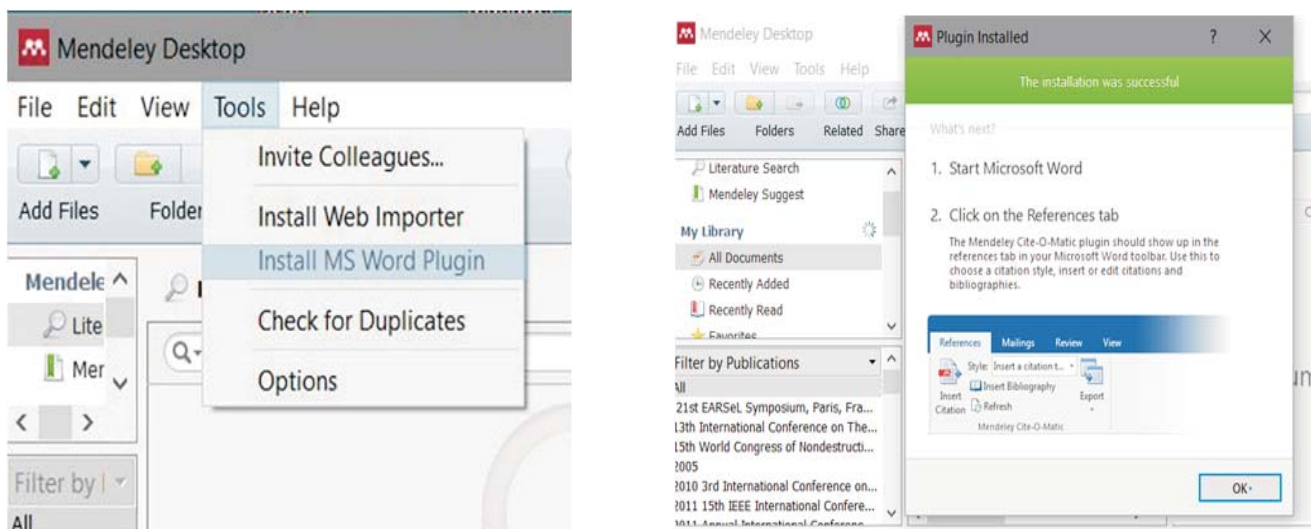 Mendeley Desktop
File Edit View Tools Help
Invite Colleagues...
Install Web Importer
Install MS Word Plugin
Check for Duplicates
Options
Add Files Folder
Mendele
Lite
Mer
Filter by
All
Mendeley Desktop
File Edit View Tools Help
Add Files Folders Related Share
Literature Search
Mendeley Suggest
My Library
All Documents
Recently Added
Recently Read
Favorites
Filter by Publications
All
21st EARSeL Symposium, Paris, Fra...
13th International Conference on The...
15th World Congress of Nondestructi...
2005
2010 3rd International Conference on...
2011 15th IEEE International Confere...
2011 Annual International Conference
Plugin Installed ?
The installation was successful
What's next?
1. Start Microsoft Word
2. Click on the References tab
The Mendeley Cite-O-Matic plugin should show up in the
references tab in your Microsoft Word toolbar. Use this to
choose a citation style, insert or edit citations and
bibliographies.
References Mailings Review View
Style: Insert a citation t...
Insert Bibliography
Insert Citation
Refresh
Export
Mendeley Cite-O-Matic
OK
um